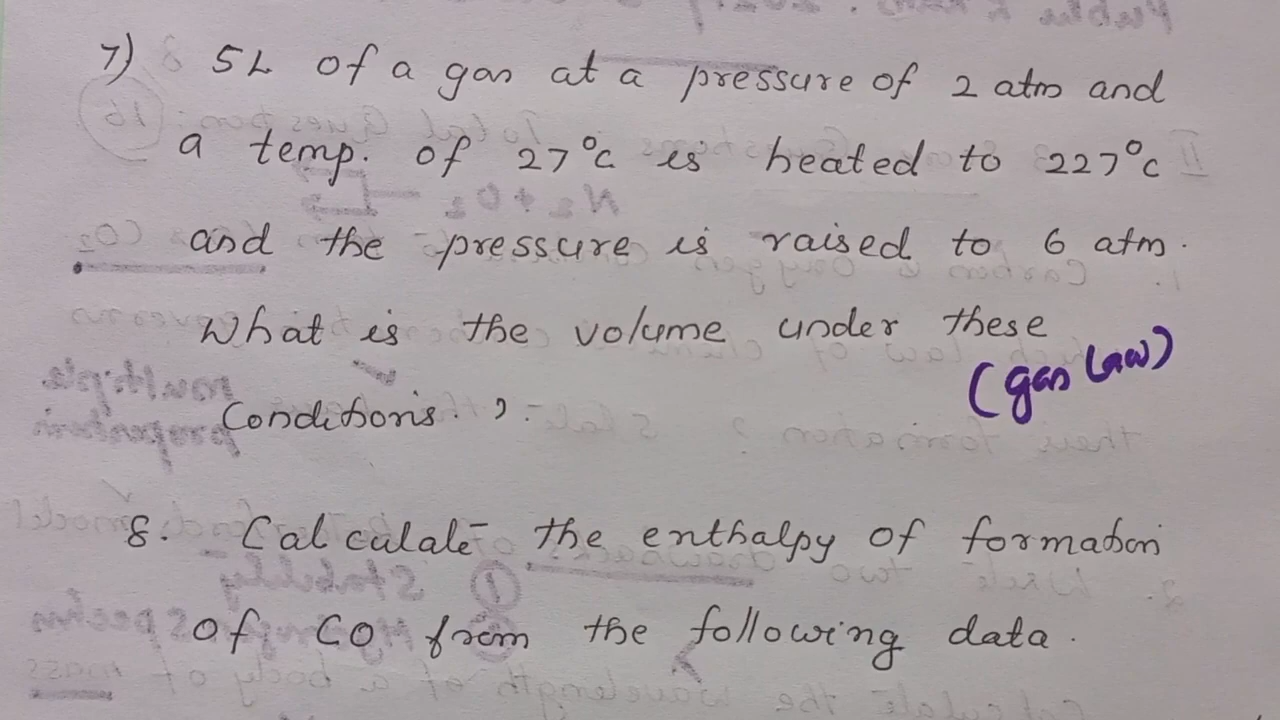 7) 5L of a gas at a pressure of 2 atm and
a temp. of 27°c is heated to 227°c
and the pressure is raised to 6 atm.
What is the volume under these
(gas law)
Conditions. ?.
8. Calculate the enthalpy of formation
of CO from the following data.